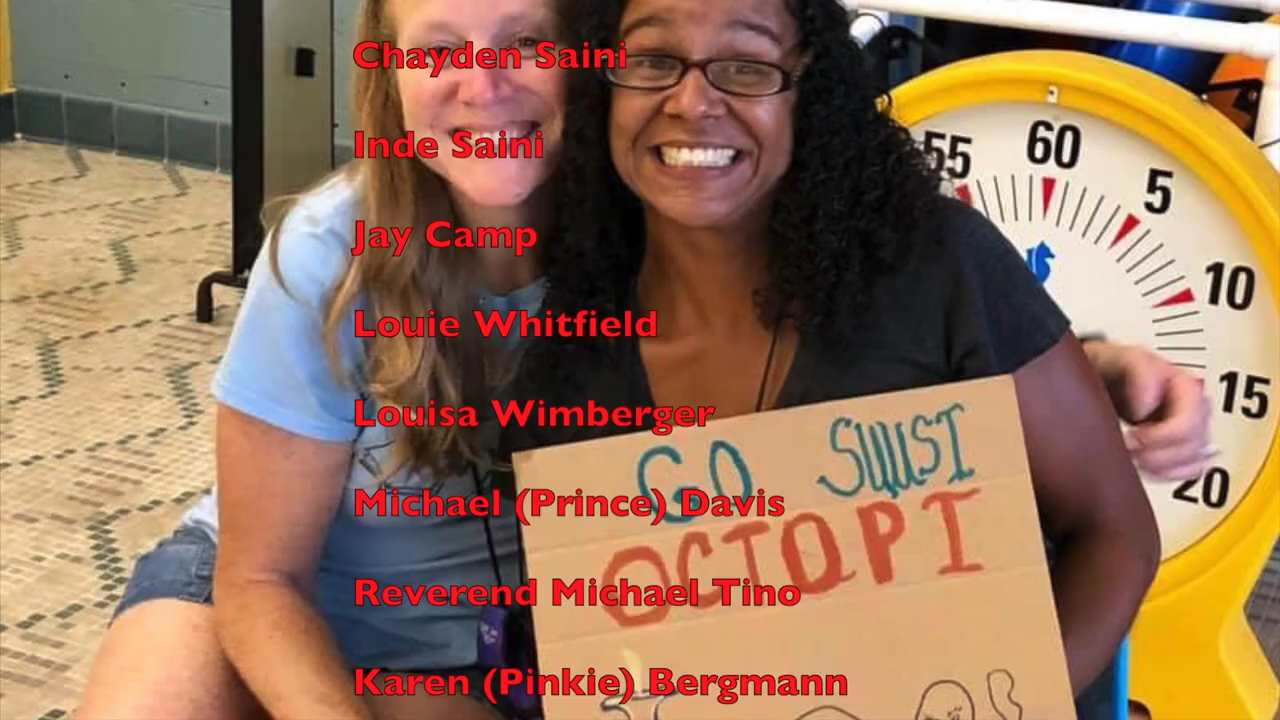 Chayden Saini
Inde Saini
Jay Camp
Louie Whitfield
Louisa Wimberger
Michael (Prince) Davis
Reverend Michael Tino
Karen (Pinkie) Bergmann
55
60
5
10
15
20
GO SUUSI
OCTOPI